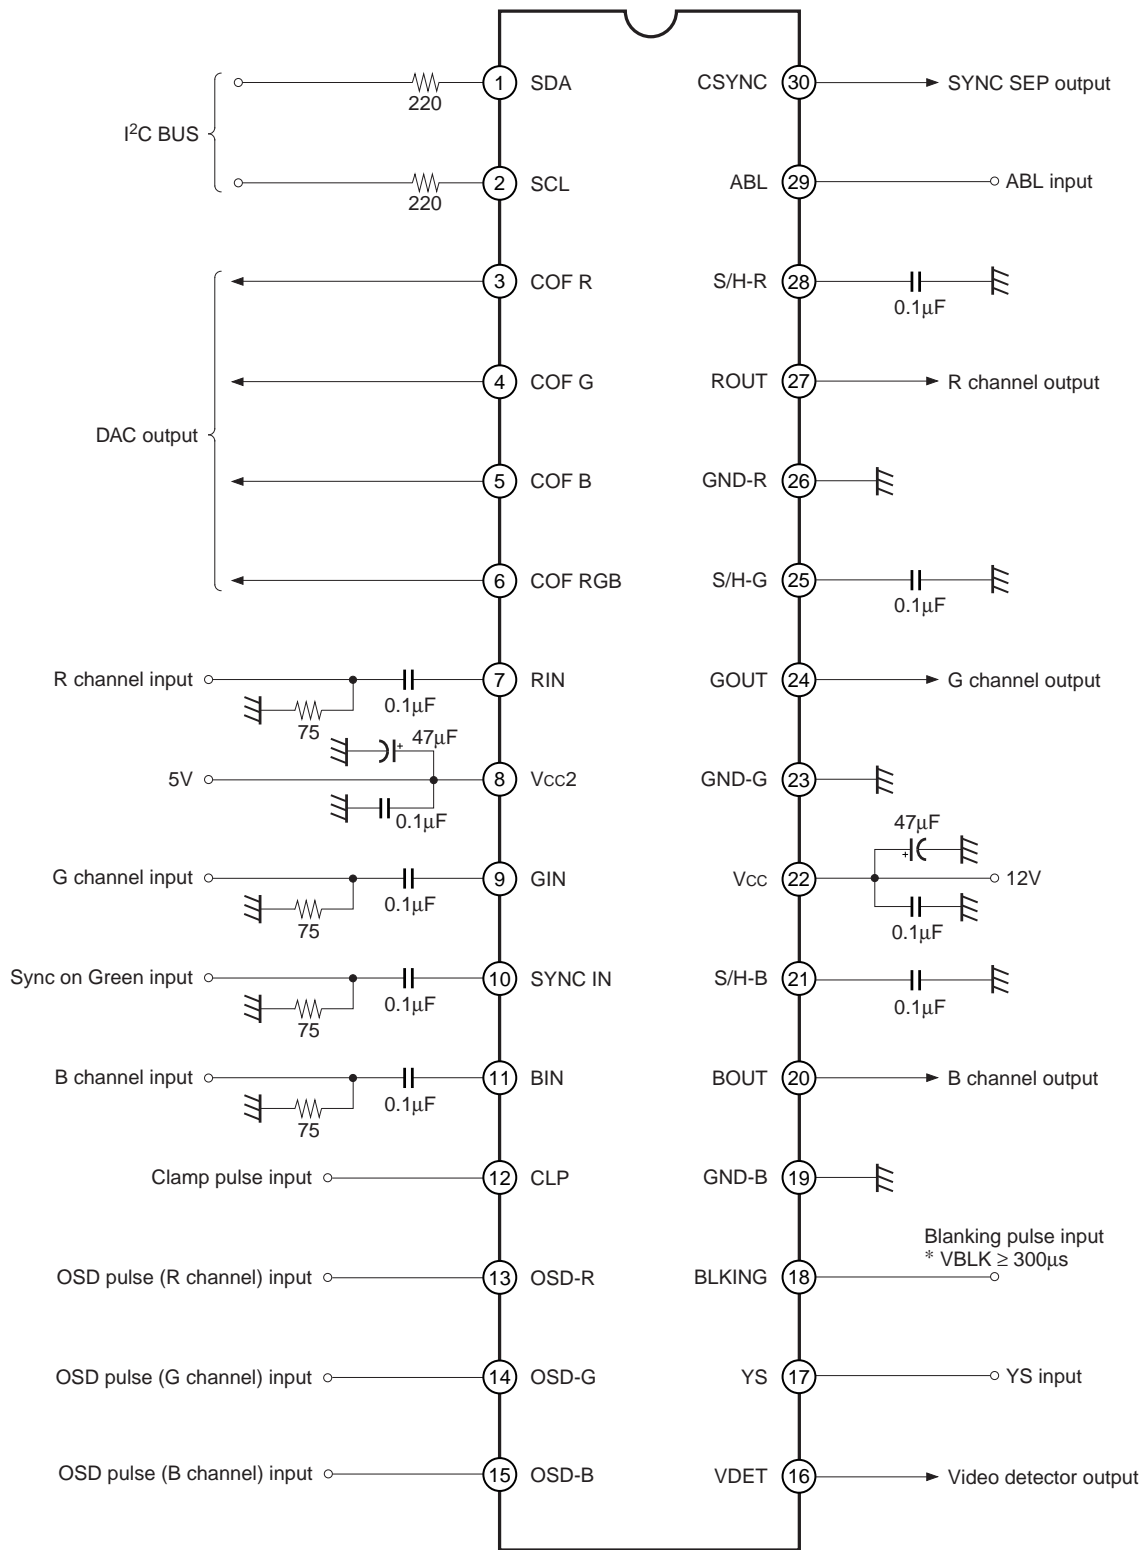 I²C BUS
220
1 SDA
220
2 SCL
DAC output
3 COF R
4 COF G
5 COF B
6 COF RGB
R channel input
75
0.1µF
7 RIN
47µF
+
5V
0.1µF
8 Vcc2
G channel input
75
0.1µF
9 GIN
Sync on Green input
75
0.1µF
10 SYNC IN
B channel input
75
0.1µF
11 BIN
Clamp pulse input
12 CLP
OSD pulse (R channel) input
13 OSD-R
OSD pulse (G channel) input
14 OSD-G
OSD pulse (B channel) input
15 OSD-B
CSYNC 30
SYNC SEP output
ABL 29
ABL input
S/H-R 28
0.1µF
ROUT 27
R channel output
GND-R 26
S/H-G 25
0.1µF
GOUT 24
G channel output
GND-G 23
47µF
+
Vcc 22
12V
0.1µF
S/H-B 21
0.1µF
BOUT 20
B channel output
GND-B 19
Blanking pulse input
* VBLK ≥ 300µs
BLKING 18
YS 17
YS input
VDET 16
Video detector output